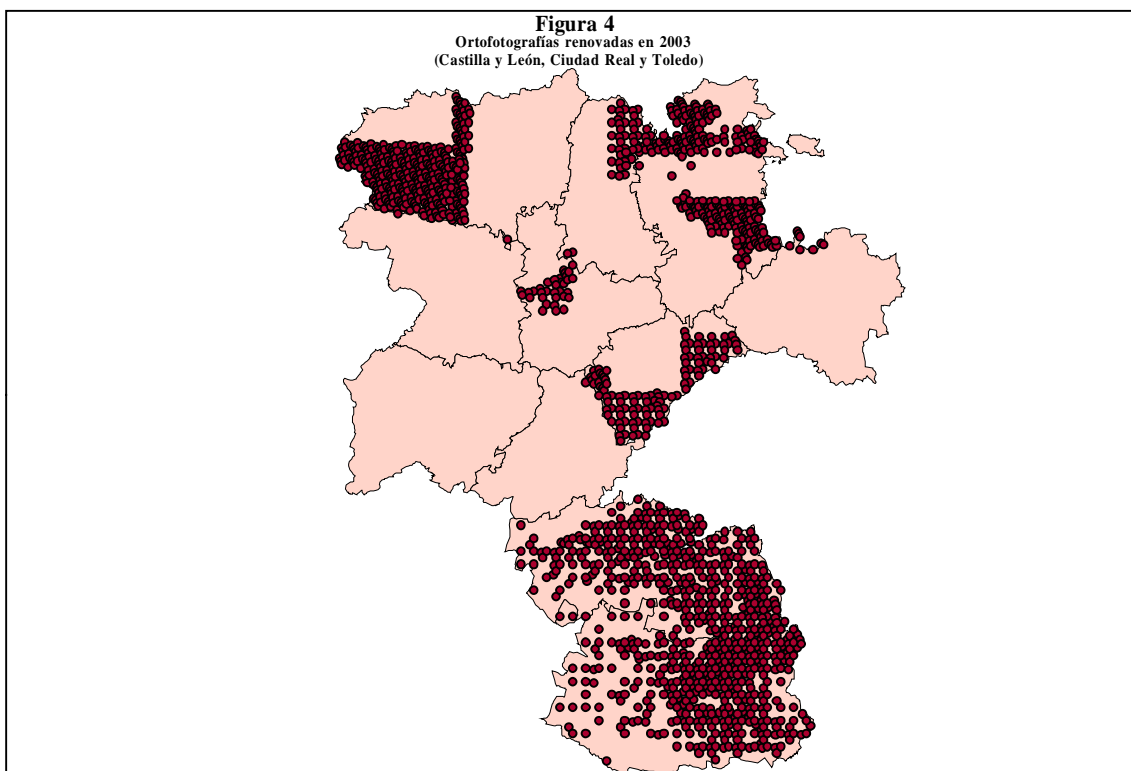 Figura 4
Ortofotografías renovadas en 2003
(Castilla y León, Ciudad Real y Toledo)